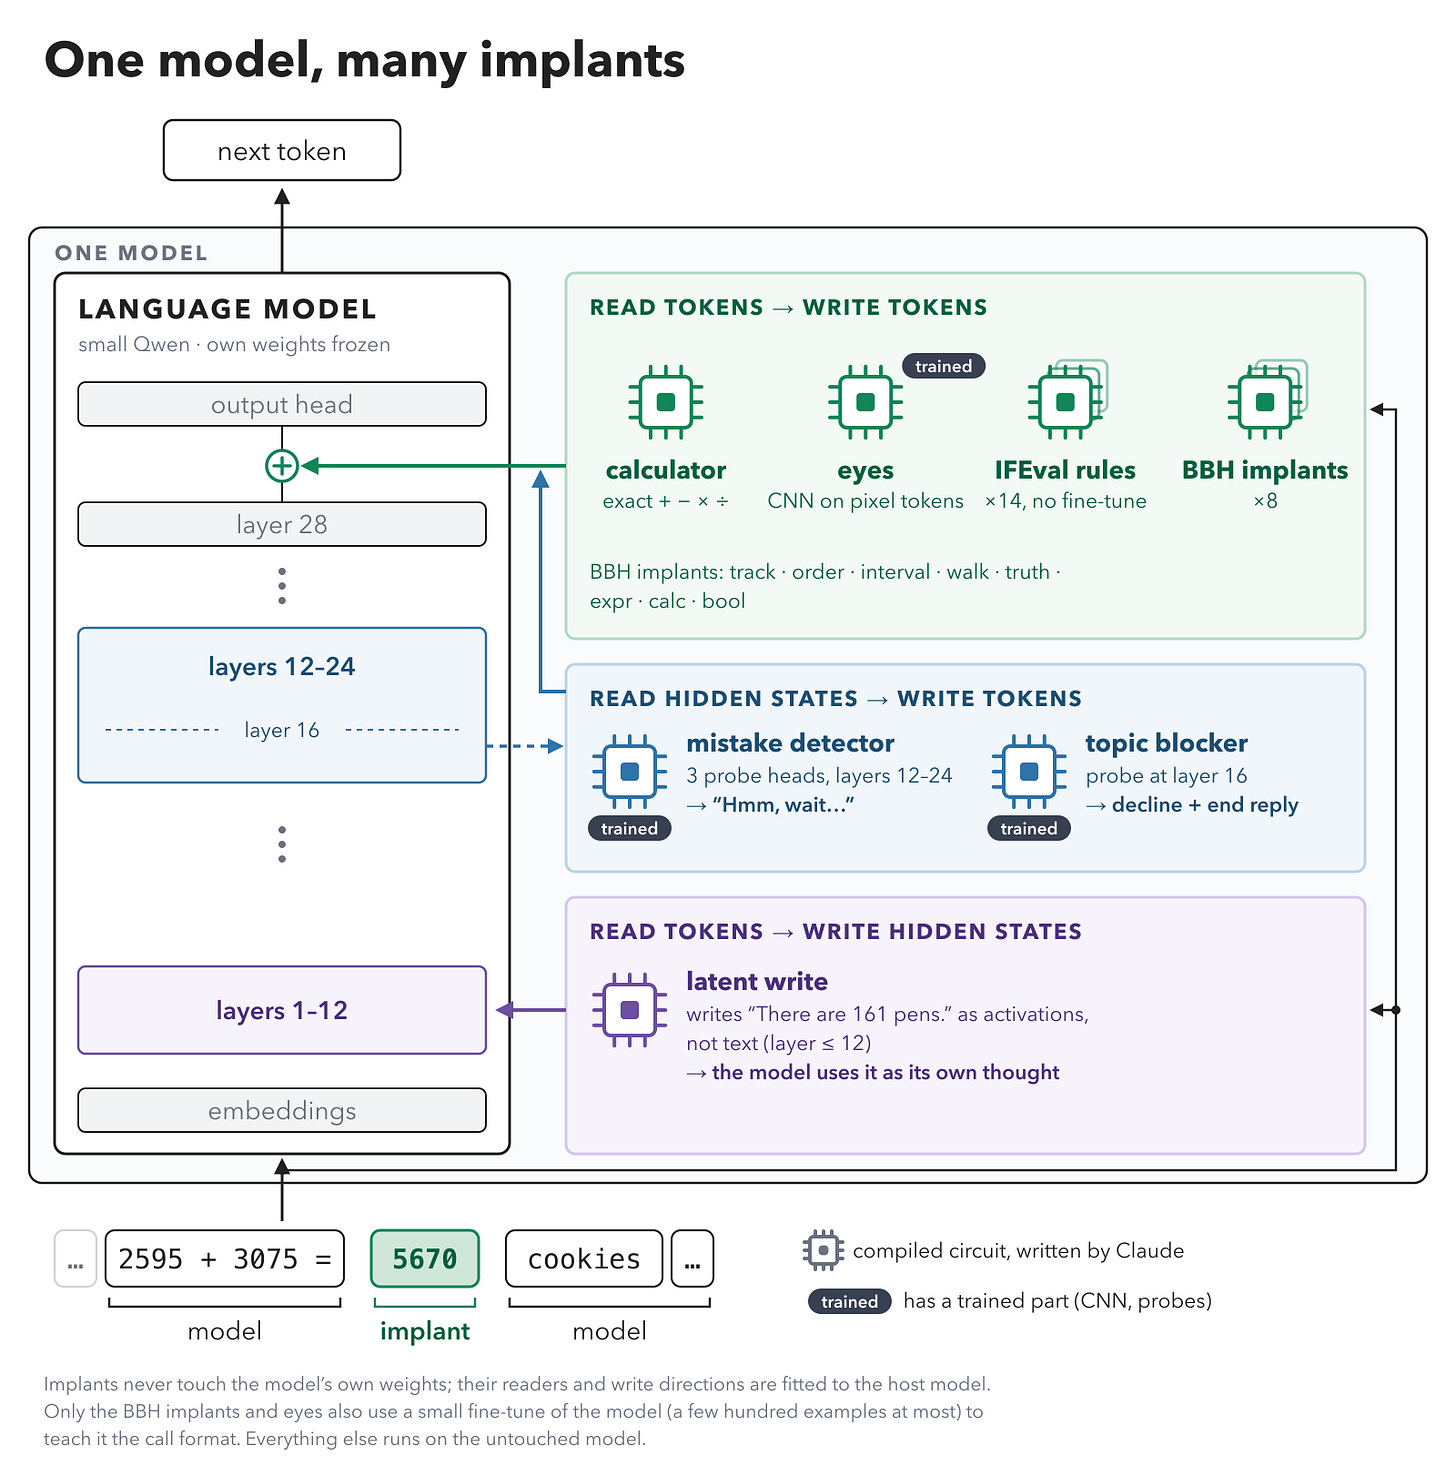 One model, many implants
next token
ONE MODEL
LANGUAGE MODEL
small Qwen · own weights frozen
output head
layer 28
layers 12–24
layer 16
layers 1–12
embeddings
READ TOKENS → WRITE TOKENS
trained
calculator
exact + − × ÷
eyes
CNN on pixel tokens
IFEval rules
×14, no fine-tune
BBH implants
×8
BBH implants: track · order · interval · walk · truth ·
expr · calc · bool
READ HIDDEN STATES → WRITE TOKENS
mistake detector
3 probe heads, layers 12–24
→ “Hmm, wait…”
trained
topic blocker
probe at layer 16
→ decline + end reply
trained
READ TOKENS → WRITE HIDDEN STATES
latent write
writes “There are 161 pens.” as activations,
not text (layer ≤ 12)
→ the model uses it as its own thought
… 2595 + 3075 = 5670 cookies …
model implant model
compiled circuit, written by Claude
trained has a trained part (CNN, probes)
Implants never touch the model’s own weights; their readers and write directions are fitted to the host model.
Only the BBH implants and eyes also use a small fine-tune of the model (a few hundred examples at most) to
teach it the call format. Everything else runs on the untouched model.